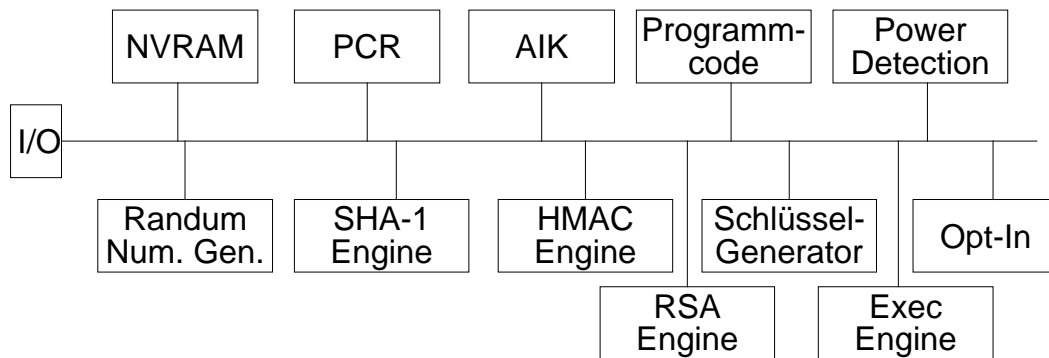 NVRAM
PCR
AIK
Programm-
code
Power
Detection
I/O
Randum
Num. Gen.
SHA-1
Engine
HMAC
Engine
Schlüssel-
Generator
Opt-In
RSA
Engine
Exec
Engine